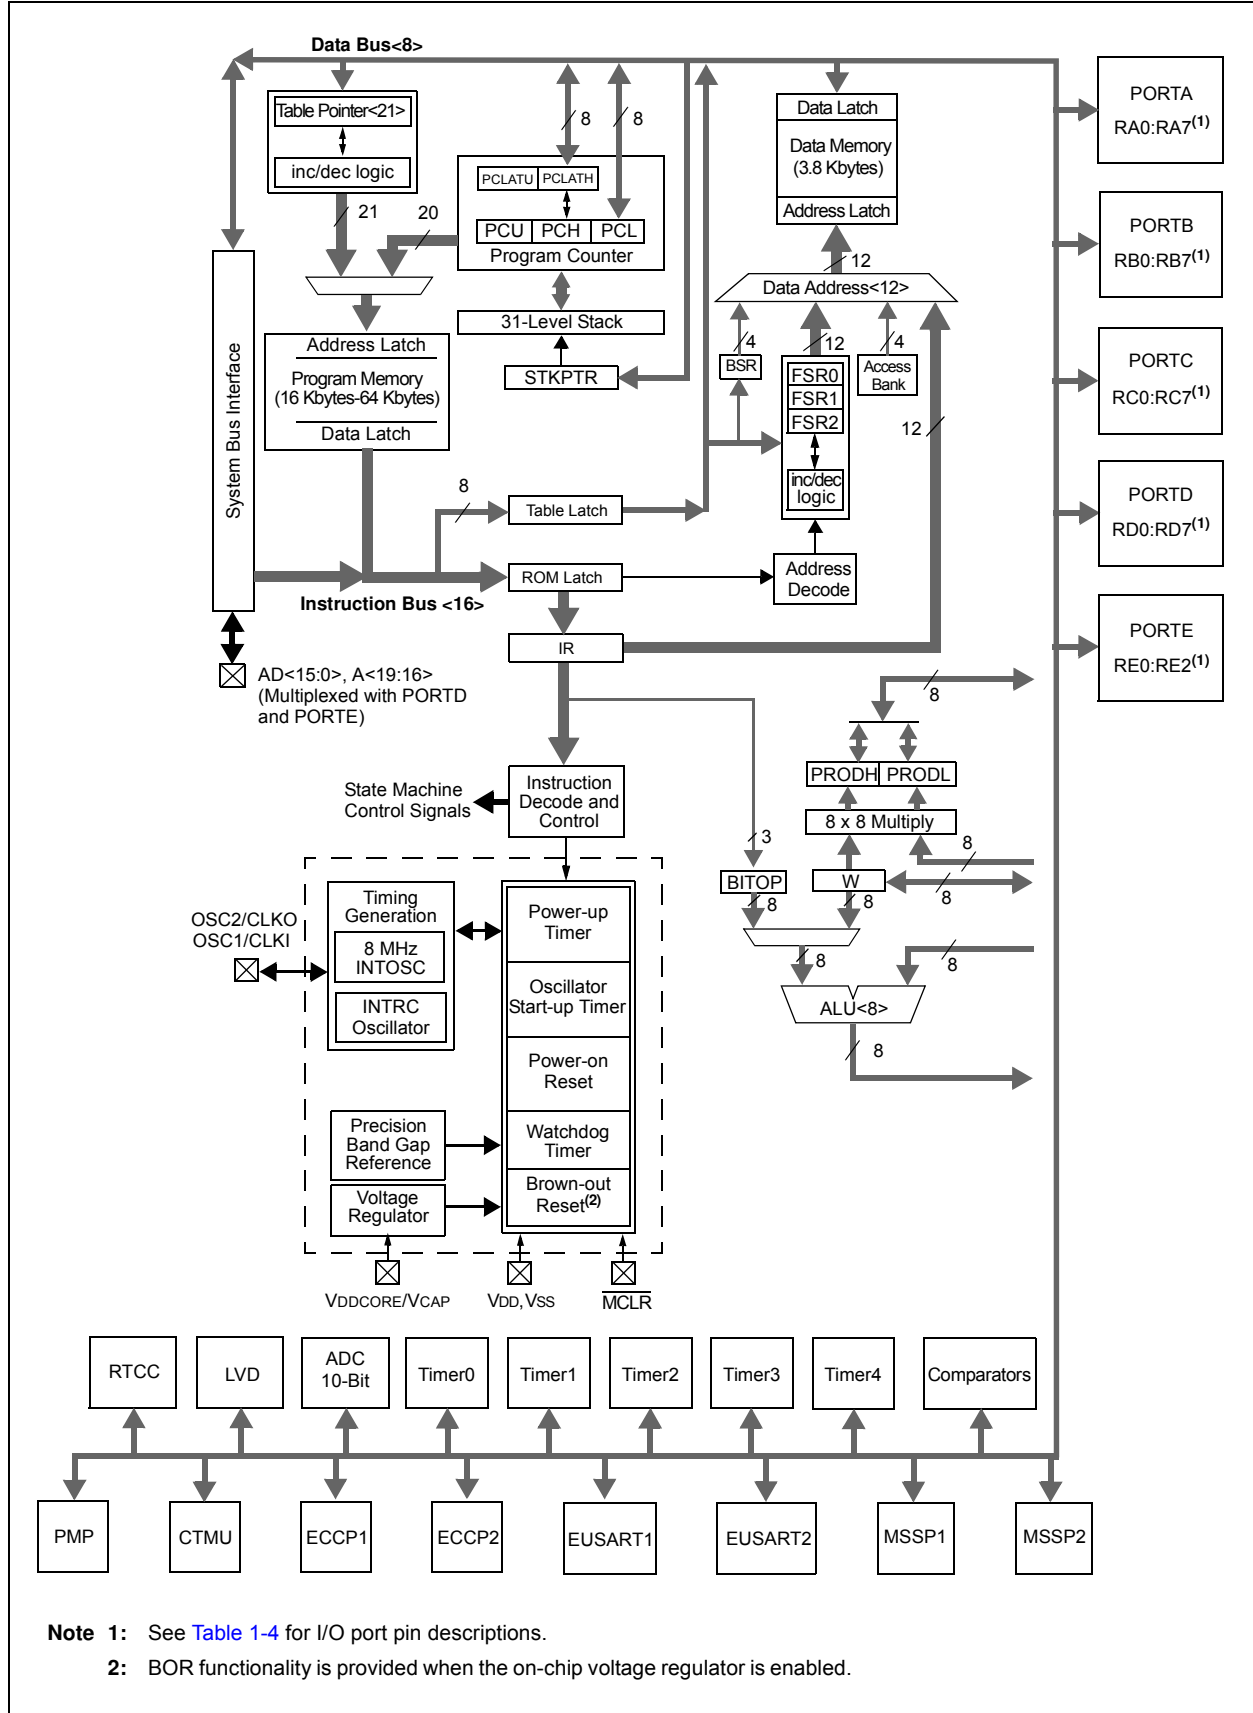 Data Bus<8>
Table Pointer<21>
inc/dec logic
21
20
8
8
PCLATU
PCLATH
PCU
PCH
PCL
Program Counter
31-Level Stack
STKPTR
Data Latch
Data Memory
(3.8 Kbytes)
Address Latch
12
Data Address<12>
4
12
4
BSR
FSR0
FSR1
FSR2
inc/dec
logic
Access
Bank
12
PORTA
RA0:RA7(1)
PORTB
RB0:RB7(1)
PORTC
RC0:RC7(1)
PORTD
RD0:RD7(1)
PORTE
RE0:RE2(1)
System Bus Interface
Address Latch
Program Memory
(16 Kbytes-64 Kbytes)
Data Latch
8
Table Latch
ROM Latch
Instruction Bus <16>
Address
Decode
IR
AD<15:0>, A<19:16>
(Multiplexed with PORTD
and PORTE)
8
PRODH
PRODL
8 x 8 Multiply
State Machine
Control Signals
Instruction
Decode and
Control
3
8
BITOP
W
8
8
8
8
8
ALU<8>
8
OSC2/CLKO
OSC1/CLKI
Timing
Generation
8 MHz
INTOSC
INTRC
Oscillator
Power-up
Timer
Oscillator
Start-up Timer
Power-on
Reset
Precision
Band Gap
Reference
Watchdog
Timer
Voltage
Regulator
Brown-out
Reset(2)
VDDCORE/VCAP
VDD, VSS
MCLR
RTCC
LVD
ADC
10-Bit
Timer0
Timer1
Timer2
Timer3
Timer4
Comparators
PMP
CTMU
ECCP1
ECCP2
EUSART1
EUSART2
MSSP1
MSSP2
Note 1: See Table 1-4 for I/O port pin descriptions.
2: BOR functionality is provided when the on-chip voltage regulator is enabled.